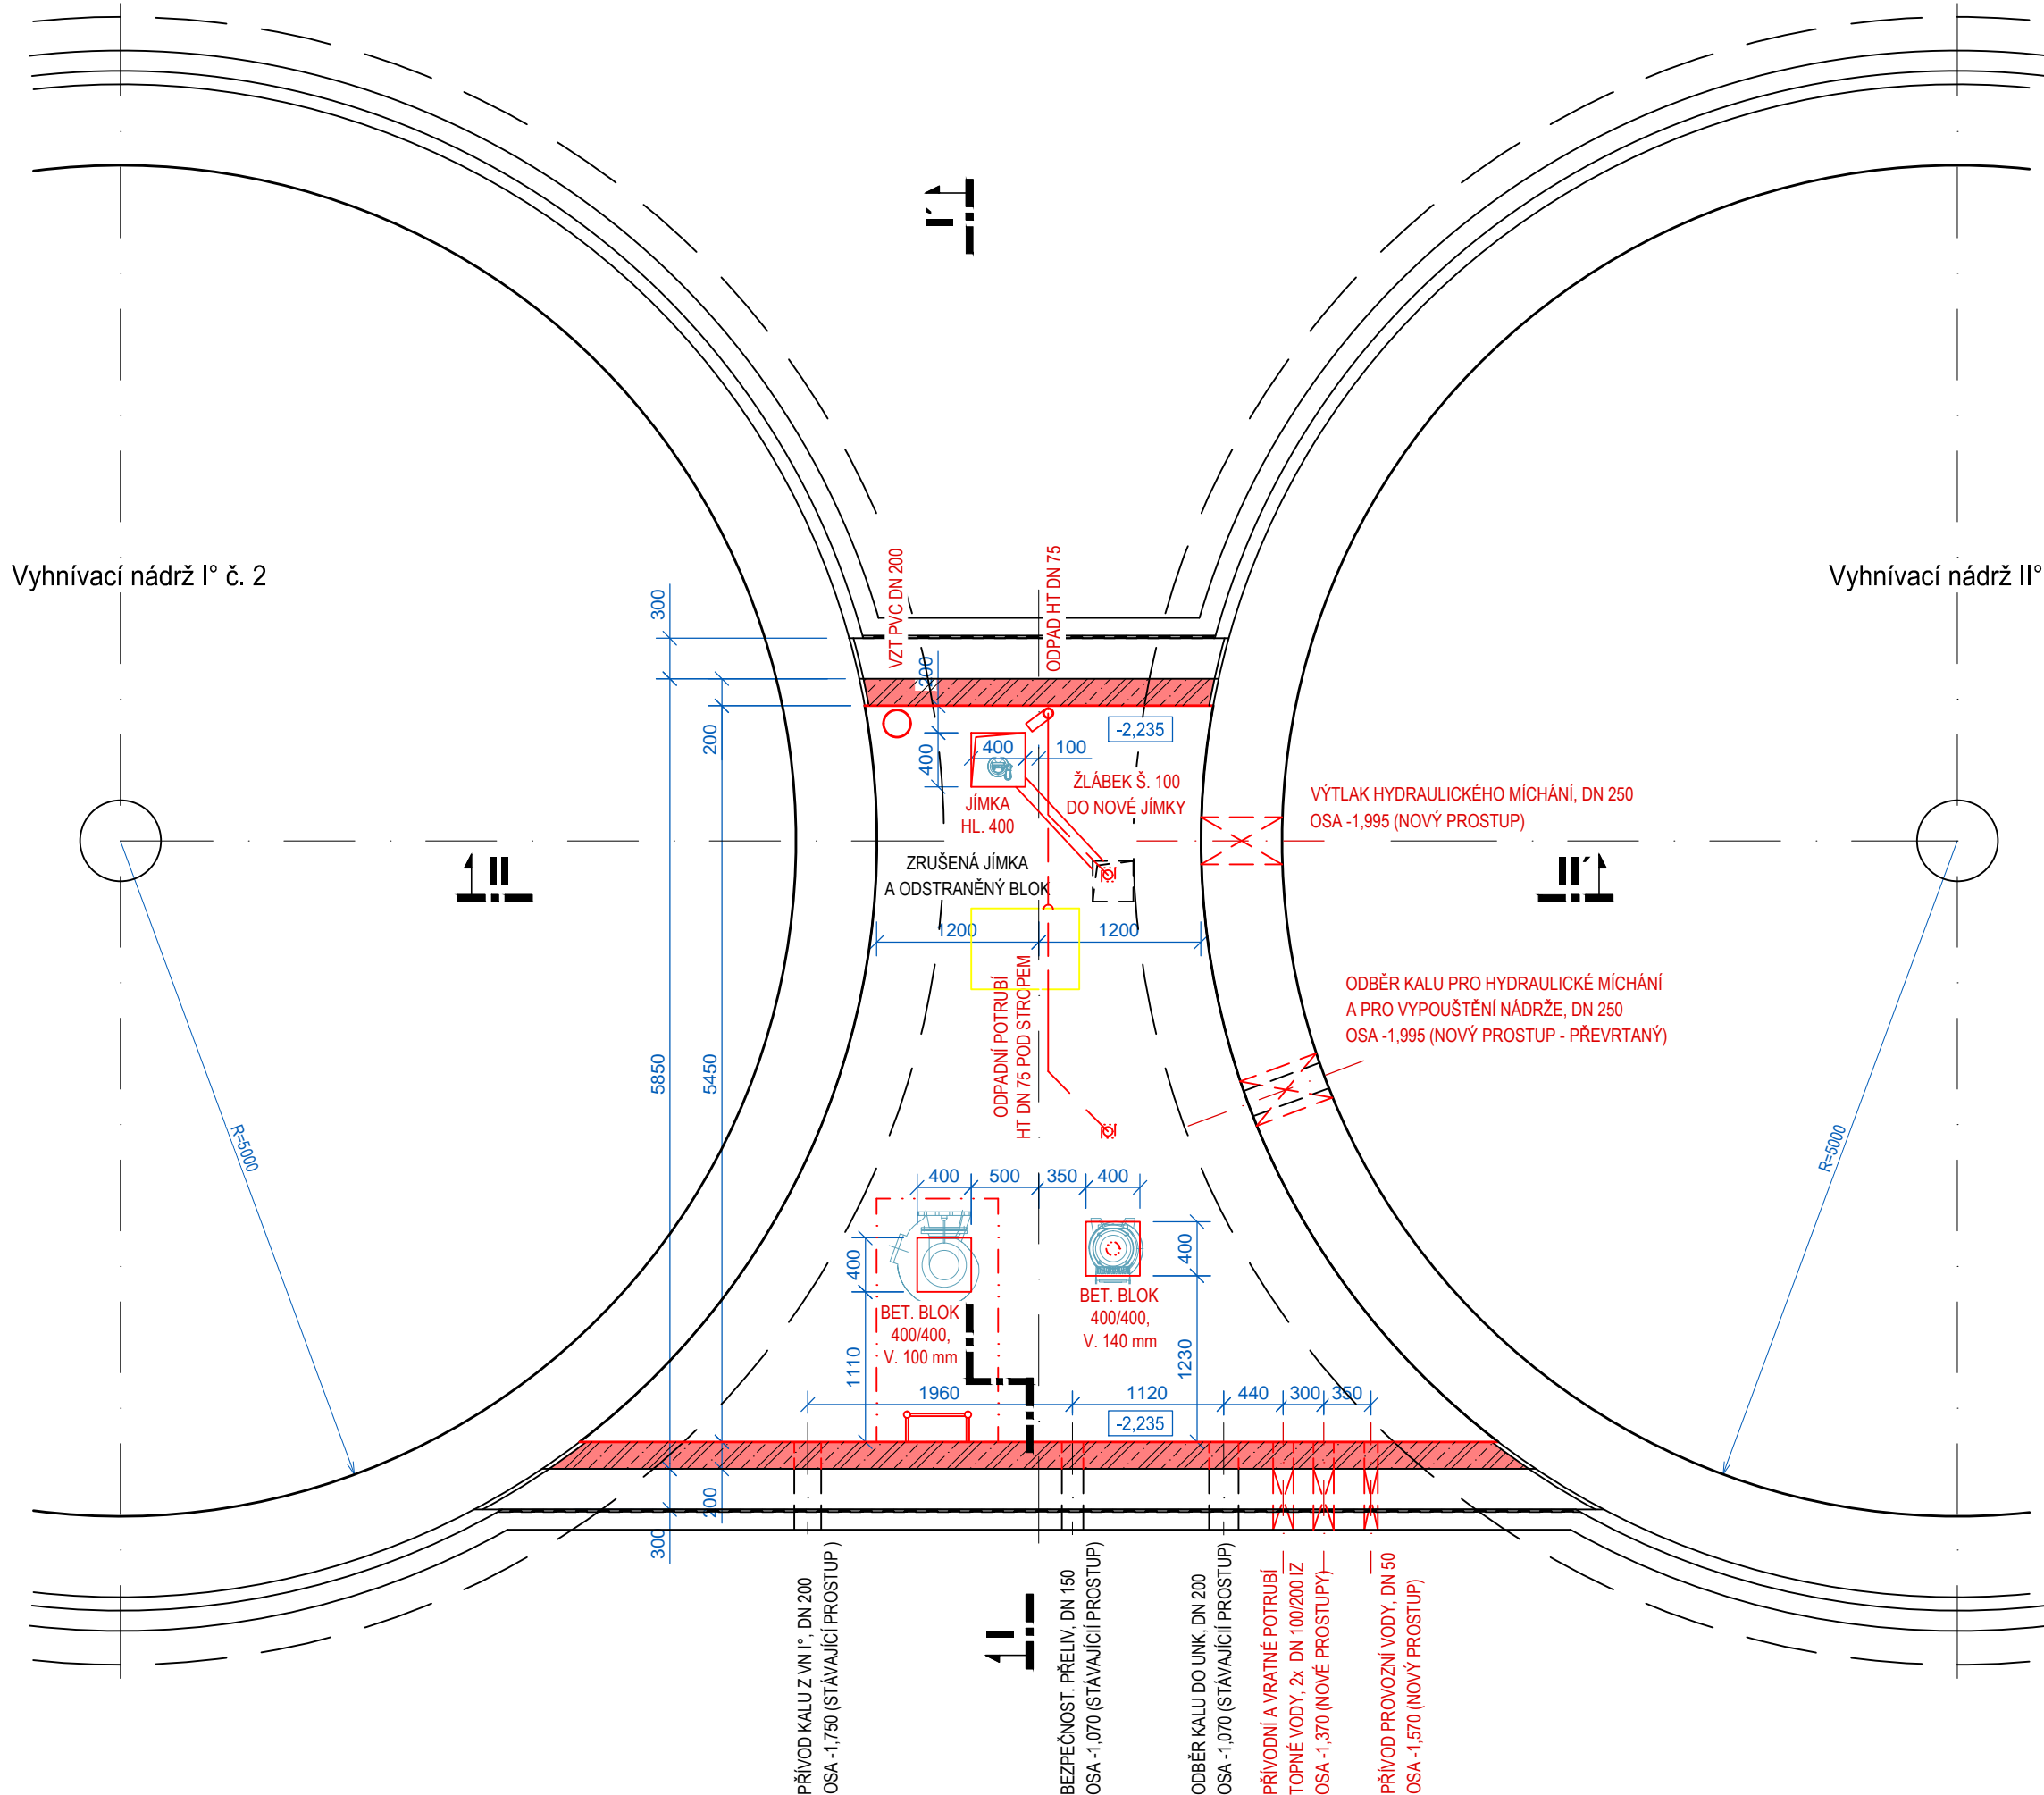 I´
Vyhnívací nádrž I° č. 2
Vyhnívací nádrž II°
VZT PVC DN 200
ODPAD HT DN 75
300
200
200
-2,235
400
100
400
JÍMKA
HL. 400
ŽLÁBEK Š. 100
DO NOVÉ JÍMKY
VÝTLAK HYDRAULICKÉHO MÍCHÁNÍ, DN 250
OSA -1,995 (NOVÝ PROSTUP)
ZRUŠENÁ JÍMKA
A ODSTRANĚNÝ BLOK
II
II´
1200
1200
ODPADNÍ POTRUBÍ
HT DN 75 POD STROPEM
ODBĚR KALU PRO HYDRAULICKÉ MÍCHÁNÍ
A PRO VYPOUŠTĚNÍ NÁDRŽE, DN 250
OSA -1,995 (NOVÝ PROSTUP - PŘEVRTANÝ)
5850
5450
R=5000
R=5000
400
500
350
400
400
400
BET. BLOK
400/400,
V. 100 mm
BET. BLOK
400/400,
V. 140 mm
1110
1230
1960
1120
440
300
350
-2,235
200
300
PŘÍVOD KALU Z VN I°, DN 200
OSA -1,750 (STÁVAJÍCÍ PROSTUP )
I
BEZPEČNOST. PŘELIV, DN 150
OSA -1,070 (STÁVAJÍCÍÍ PROSTUP)
ODBĚR KALU DO UNK, DN 200
OSA -1,070 (STÁVAJÍCÍÍ PROSTUP)
PŘÍVODNÍ A VRATNÉ POTRUBÍ
TOPNÉ VODY, 2x DN 100/200 IZ
OSA -1,370 (NOVÉ PROSTUPY)
PŘÍVOD PROVOZNÍ VODY, DN 50
OSA -1,570 (NOVÝ PROSTUP)